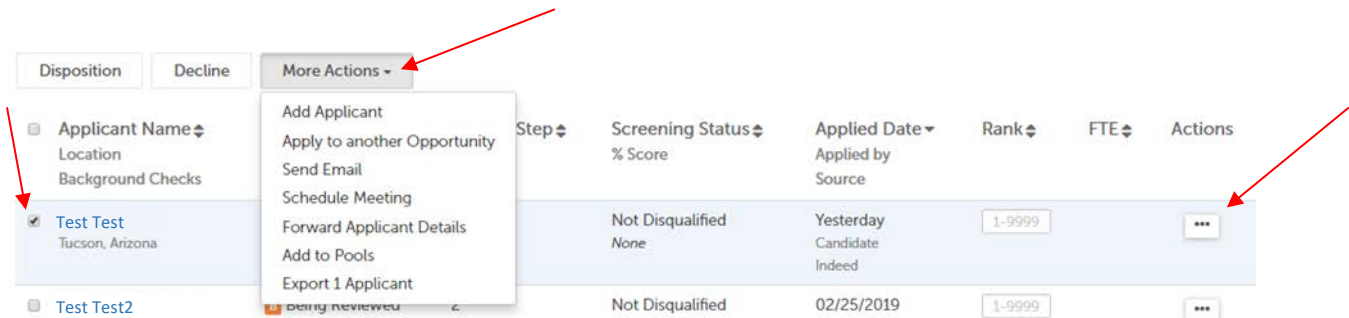 Disposition Decline More Actions
Add Applicant
Apply to another Opportunity
Send Email
Schedule Meeting
Forward Applicant Details
Add to Pools
Export 1 Applicant
Applicant Name Step Screening Status Applied Date Rank FTE Actions
Location % Score Applied by
Background Checks Source
Test Test Not Disqualified Yesterday 1-9999 •••
Tucson, Arizona None Candidate
Indeed
Test Test2 B Being Reviewed 2 Not Disqualified 02/25/2019 1-9999 •••